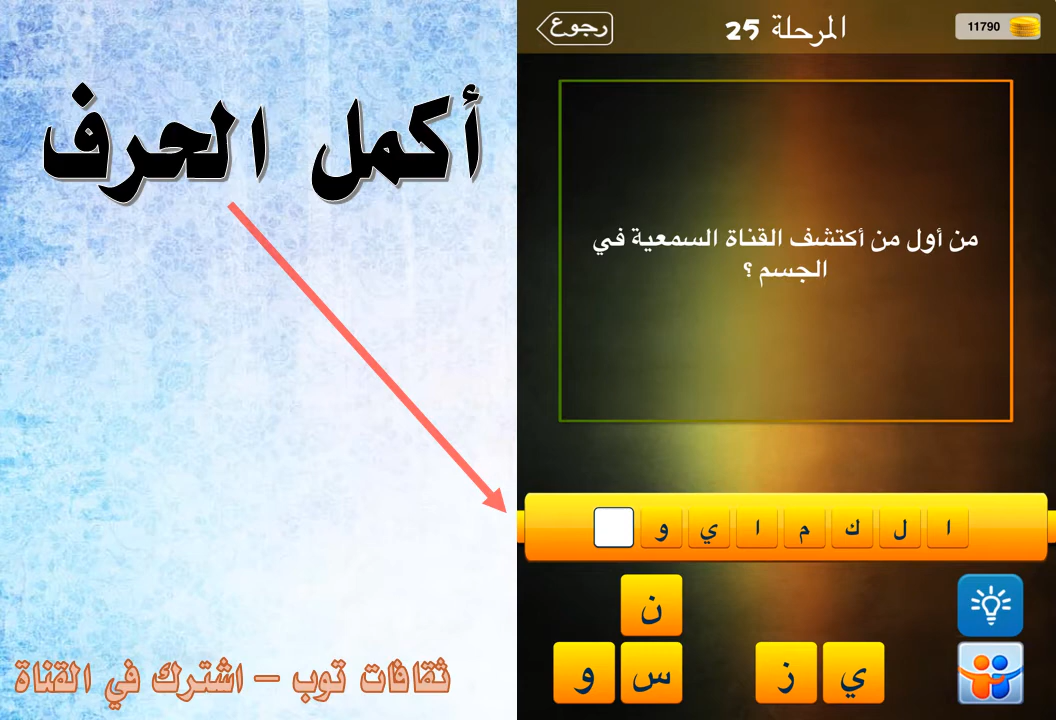 أكمل الحرف
ثقافات توب – اشترك في القناة
رجوع
المرحلة 25
11790
من أول من أكتشف القناة السمعية في
الجسم ؟
ا ل ك م ا ي و
ن
و س ز ي